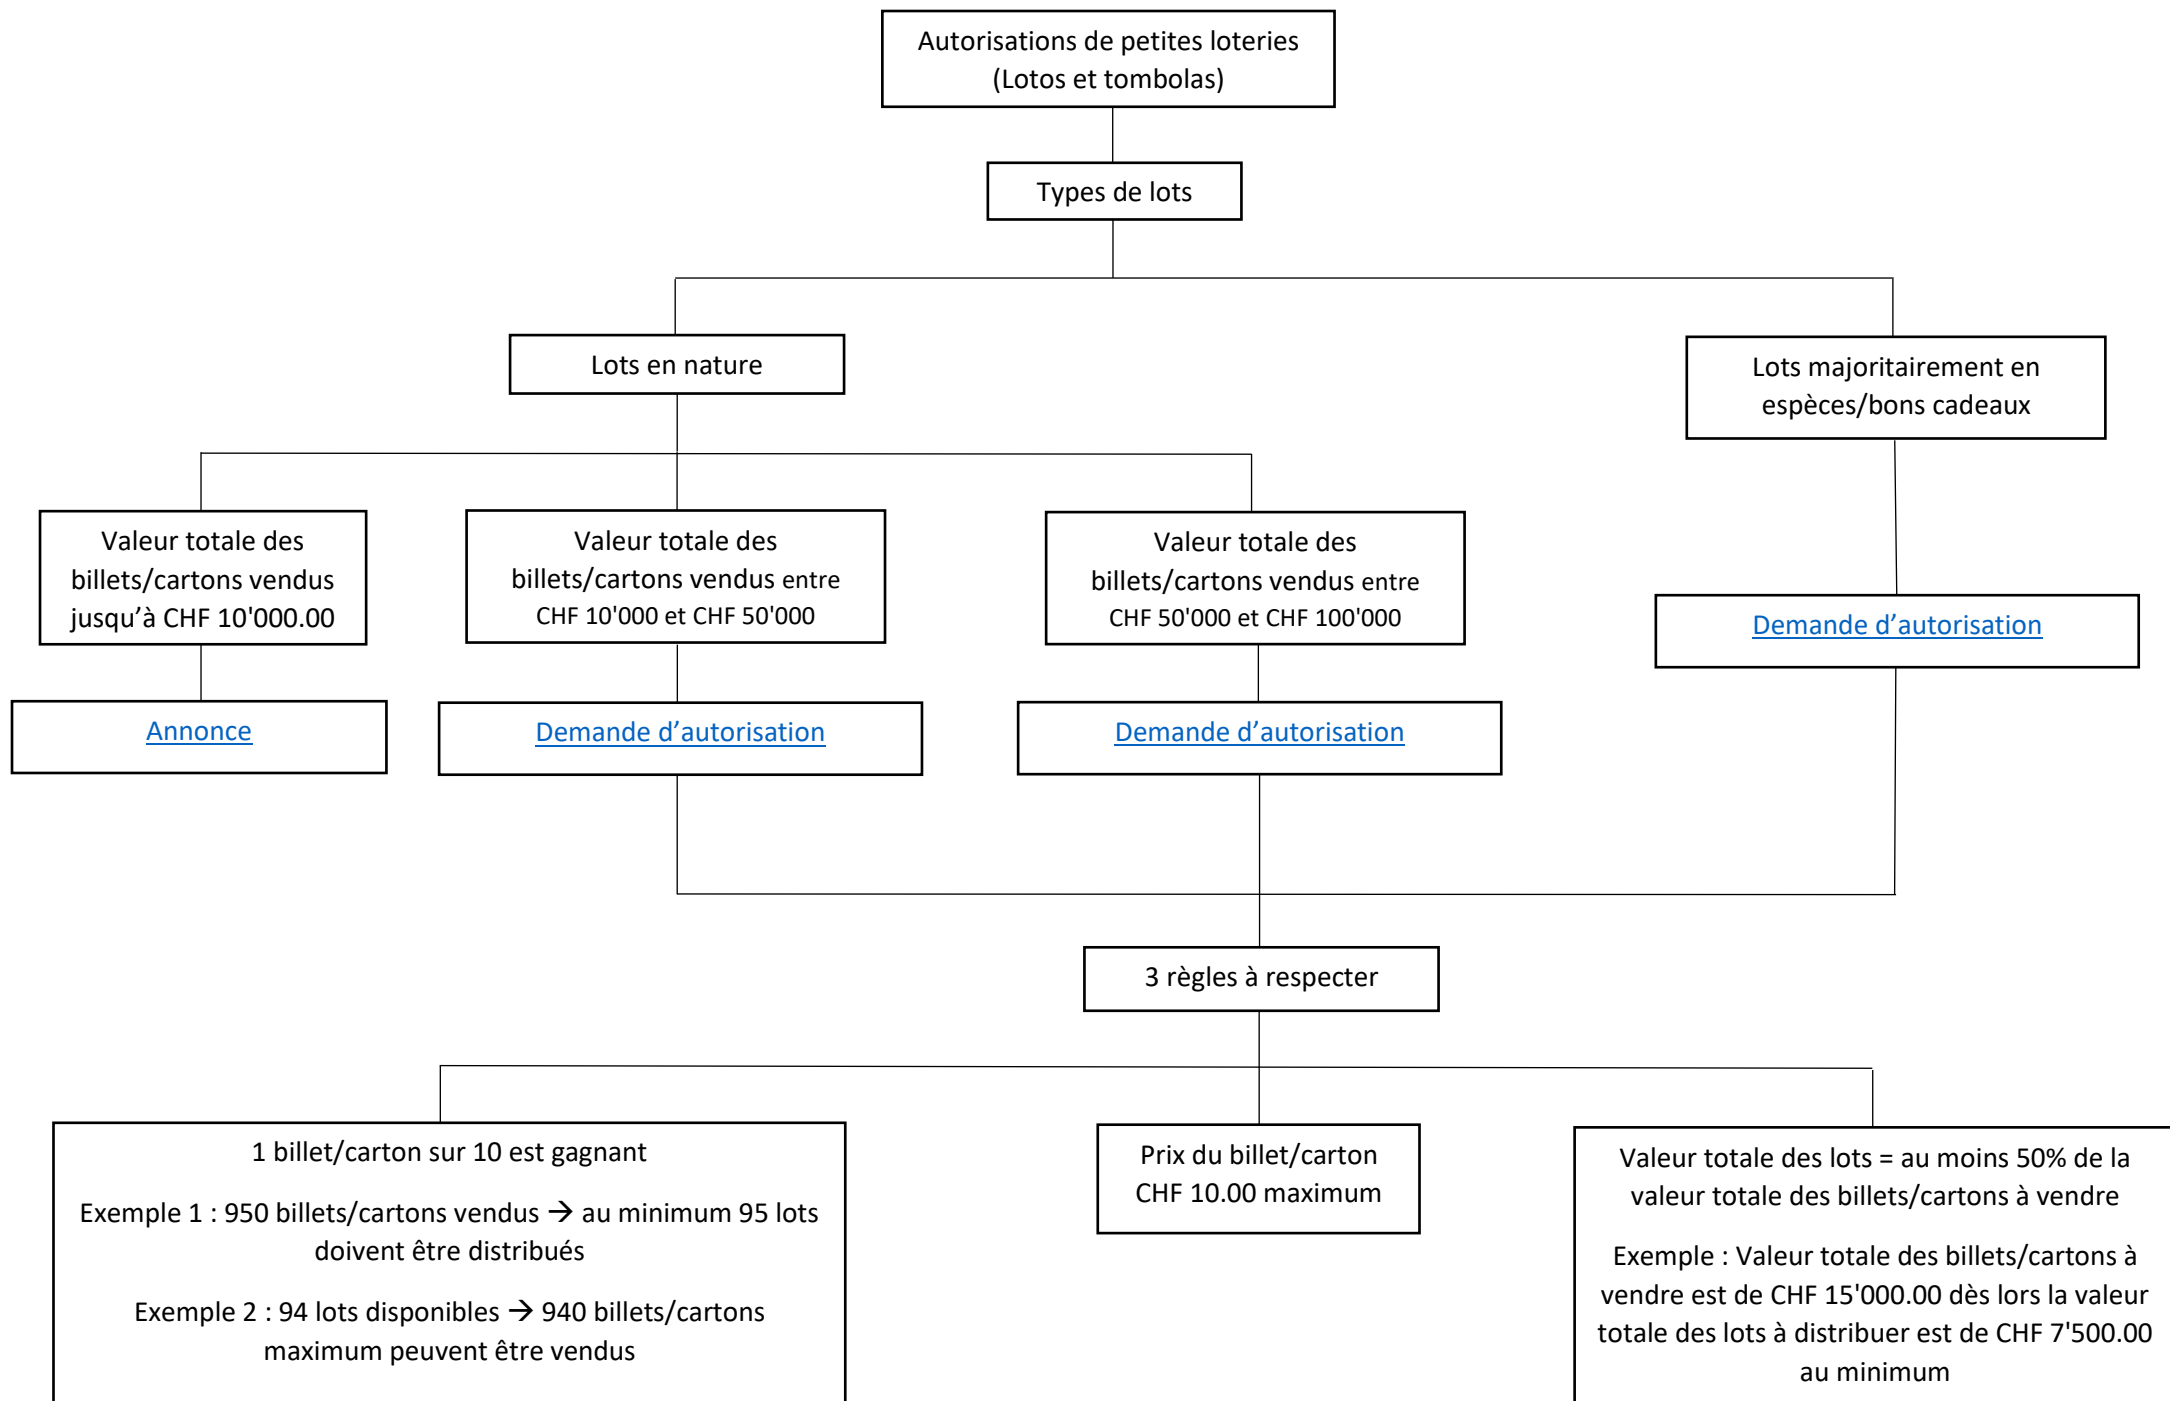 Autorisations de petites loteries
(Lotos et tombolas)
Types de lots
Lots en nature
Lots majoritairement en
espèces/bons cadeaux
Valeur totale des
billets/cartons vendus
jusqu’à CHF 10'000.00
Valeur totale des
billets/cartons vendus entre
CHF 10'000 et CHF 50'000
Valeur totale des
billets/cartons vendus entre
CHF 50'000 et CHF 100'000
Demande d’autorisation
Annonce
Demande d’autorisation
Demande d’autorisation
3 règles à respecter
1 billet/carton sur 10 est gagnant
Exemple 1 : 950 billets/cartons vendus → au minimum 95 lots
doivent être distribués
Exemple 2 : 94 lots disponibles → 940 billets/cartons
maximum peuvent être vendus
Prix du billet/carton
CHF 10.00 maximum
Valeur totale des lots = au moins 50% de la
valeur totale des billets/cartons à vendre
Exemple : Valeur totale des billets/cartons à
vendre est de CHF 15'000.00 dès lors la valeur
totale des lots à distribuer est de CHF 7'500.00
au minimum